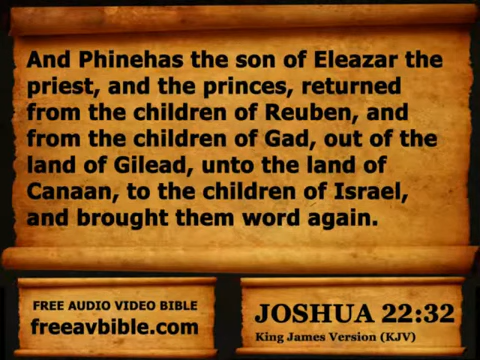 And Phinehas the son of Eleazar the
priest, and the princes, returned
from the children of Reuben, and
from the children of Gad, out of the
land of Gilead, unto the land of
Canaan, to the children of Israel,
and brought them word again.
FREE AUDIO VIDEO BIBLE
freeavbible.com
JOSHUA 22:32
King James Version (KJV)